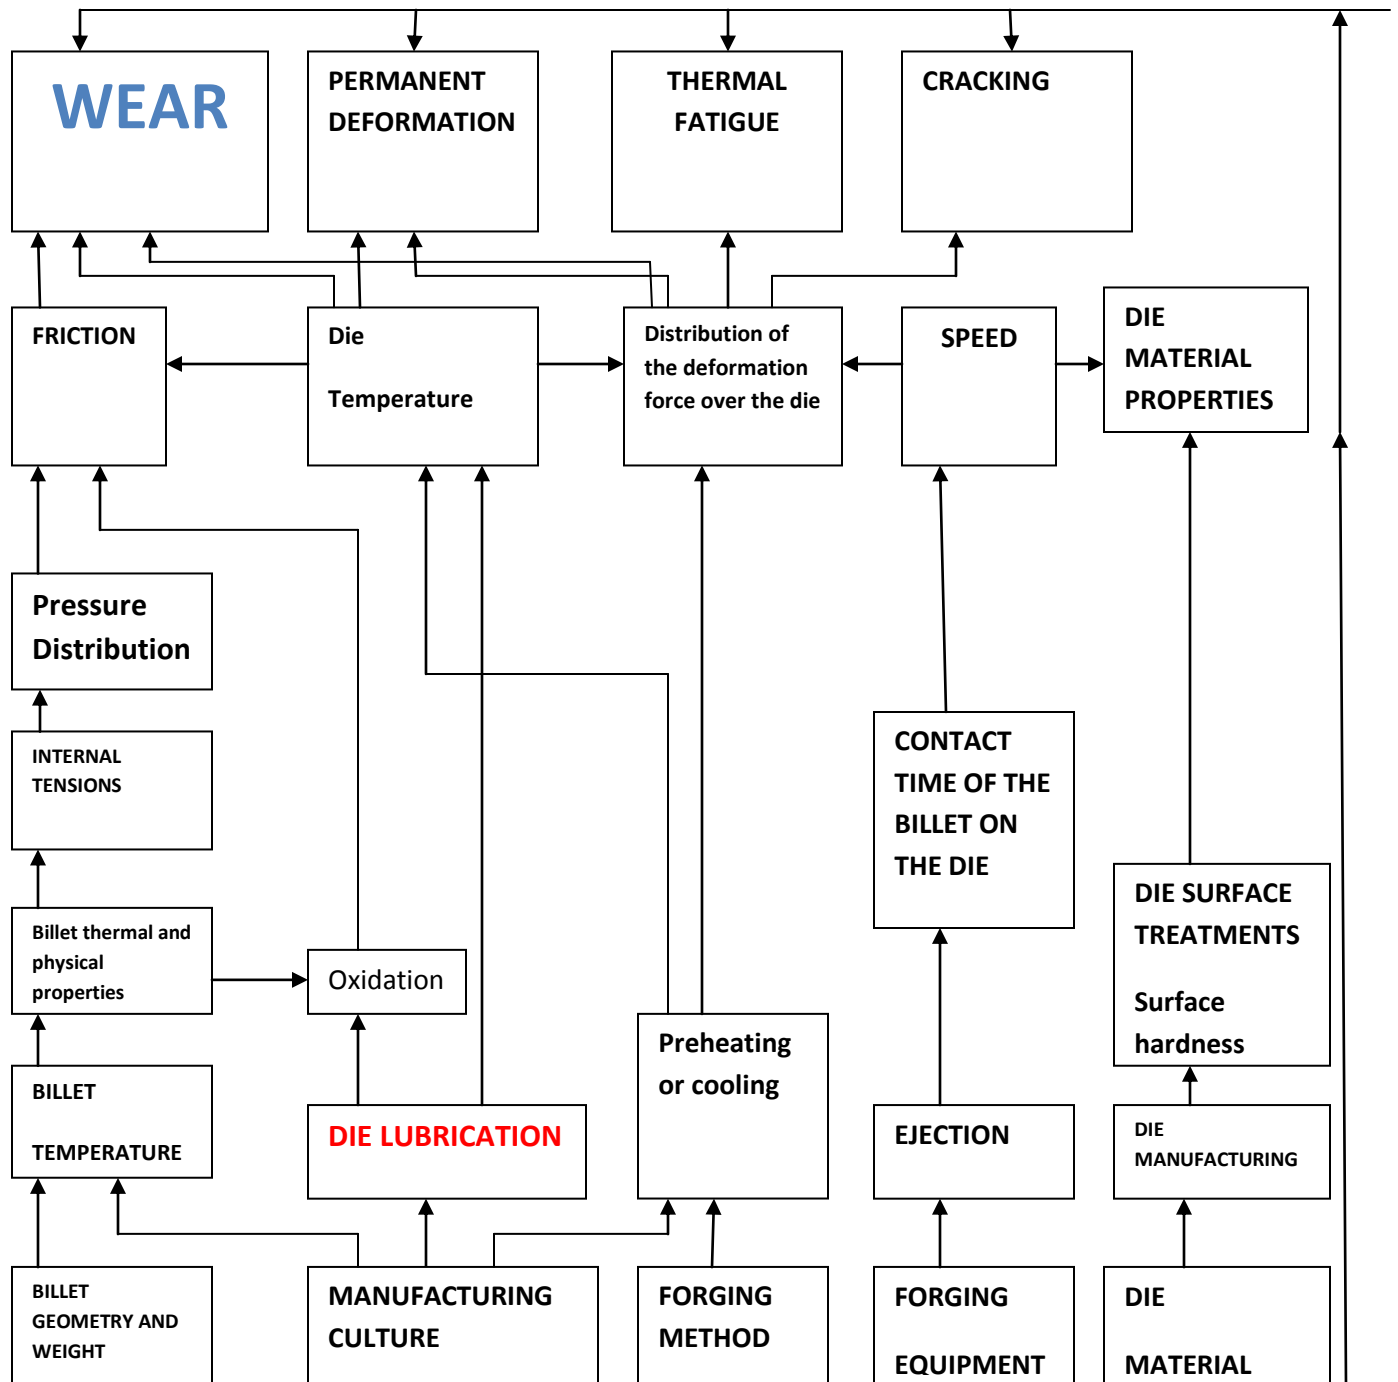 WEAR
PERMANENT
DEFORMATION
THERMAL
FATIGUE
CRACKING
FRICTION
Die
Temperature
Distribution of
the deformation
force over the die
SPEED
DIE
MATERIAL
PROPERTIES
Pressure
Distribution
INTERNAL
TENSIONS
CONTACT
TIME OF THE
BILLET ON
THE DIE
DIE SURFACE
TREATMENTS
Surface
hardness
Billet thermal and
physical
properties
Oxidation
Preheating
or cooling
BILLET
TEMPERATURE
DIE LUBRICATION
EJECTION
DIE
MANUFACTURING
BILLET
GEOMETRY AND
WEIGHT
MANUFACTURING
CULTURE
FORGING
METHOD
FORGING
EQUIPMENT
DIE
MATERIAL